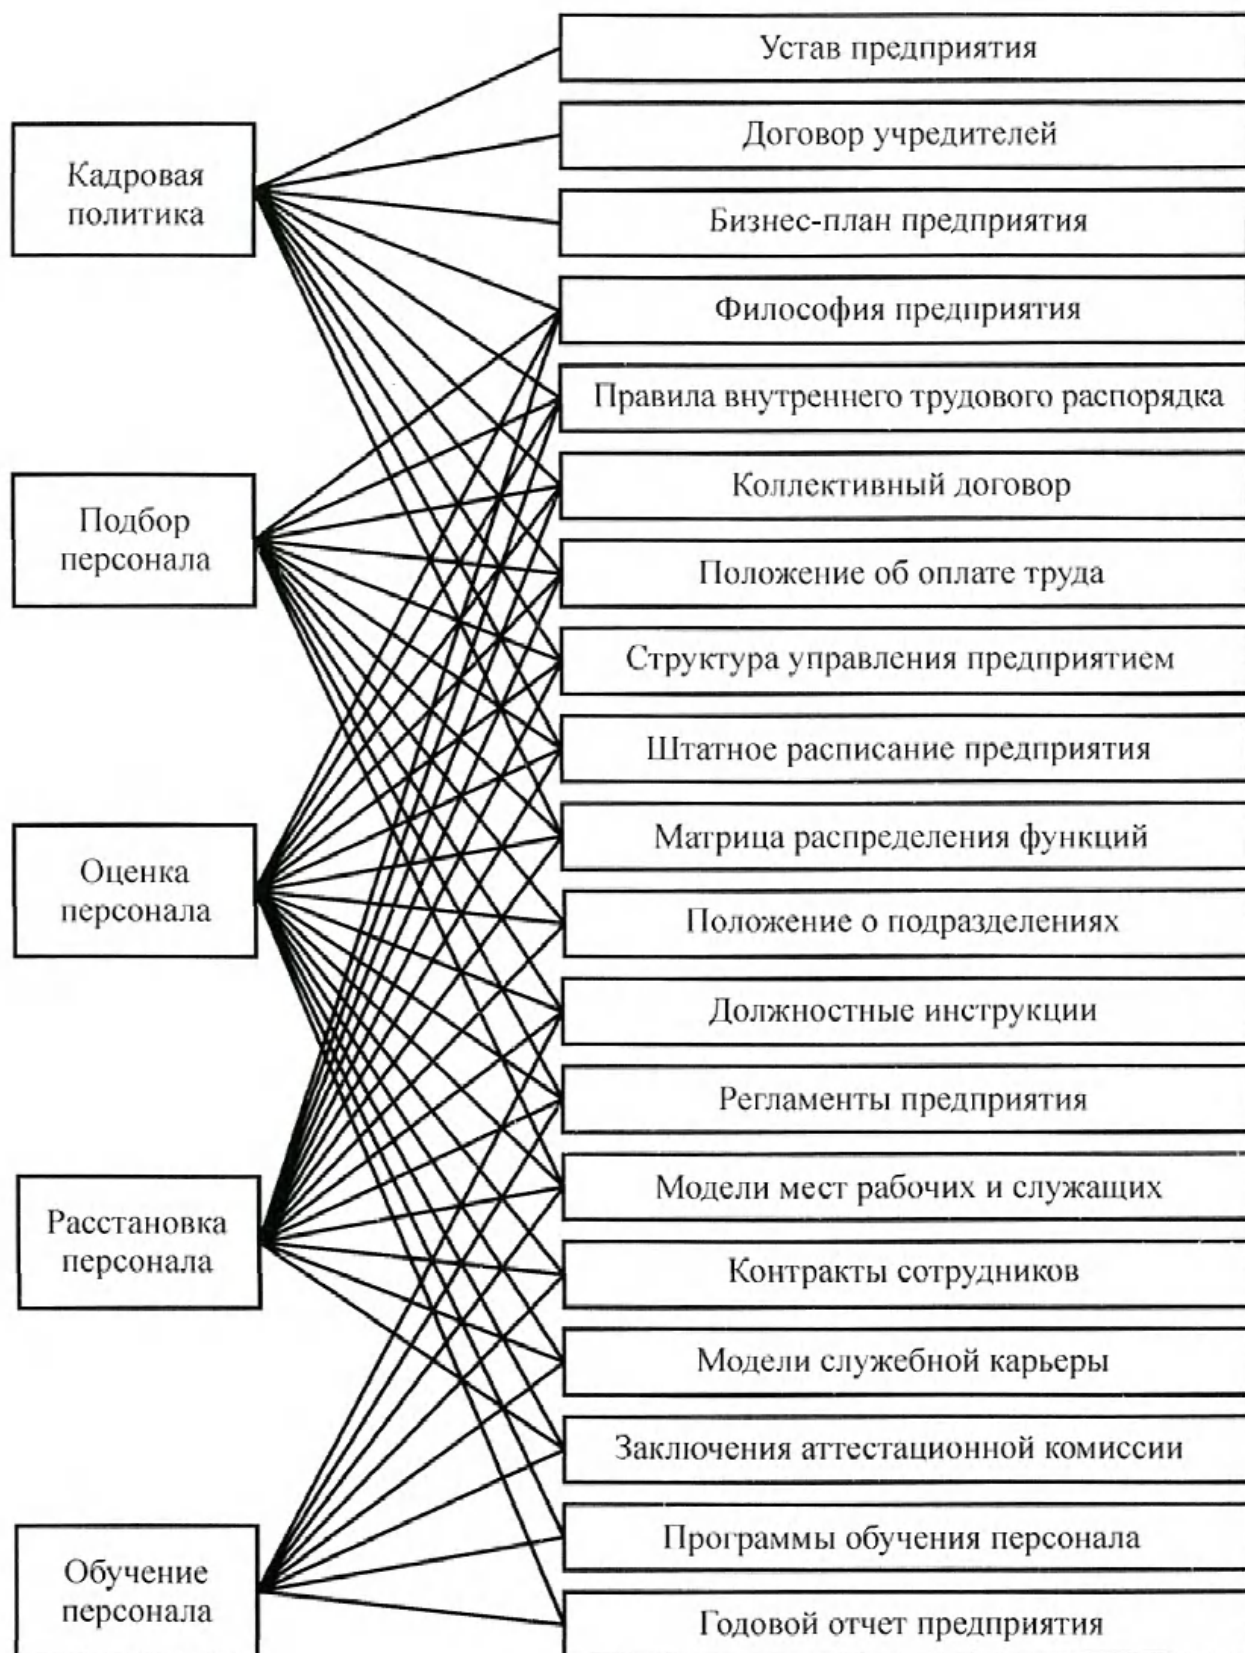 Кадровая
политика
Подбор
персонала
Оценка
персонала
Расстановка
персонала
Обучение
персонала
Устав предприятия
Договор учредителей
Бизнес-план предприятия
Философия предприятия
Правила внутреннего трудового распорядка
Коллективный договор
Положение об оплате труда
Структура управления предприятием
Штатное расписание предприятия
Матрица распределения функций
Положение о подразделениях
Должностные инструкции
Регламенты предприятия
Модели мест рабочих и служащих
Контракты сотрудников
Модели служебной карьеры
Заключения аттестационной комиссии
Программы обучения персонала
Годовой отчет предприятия